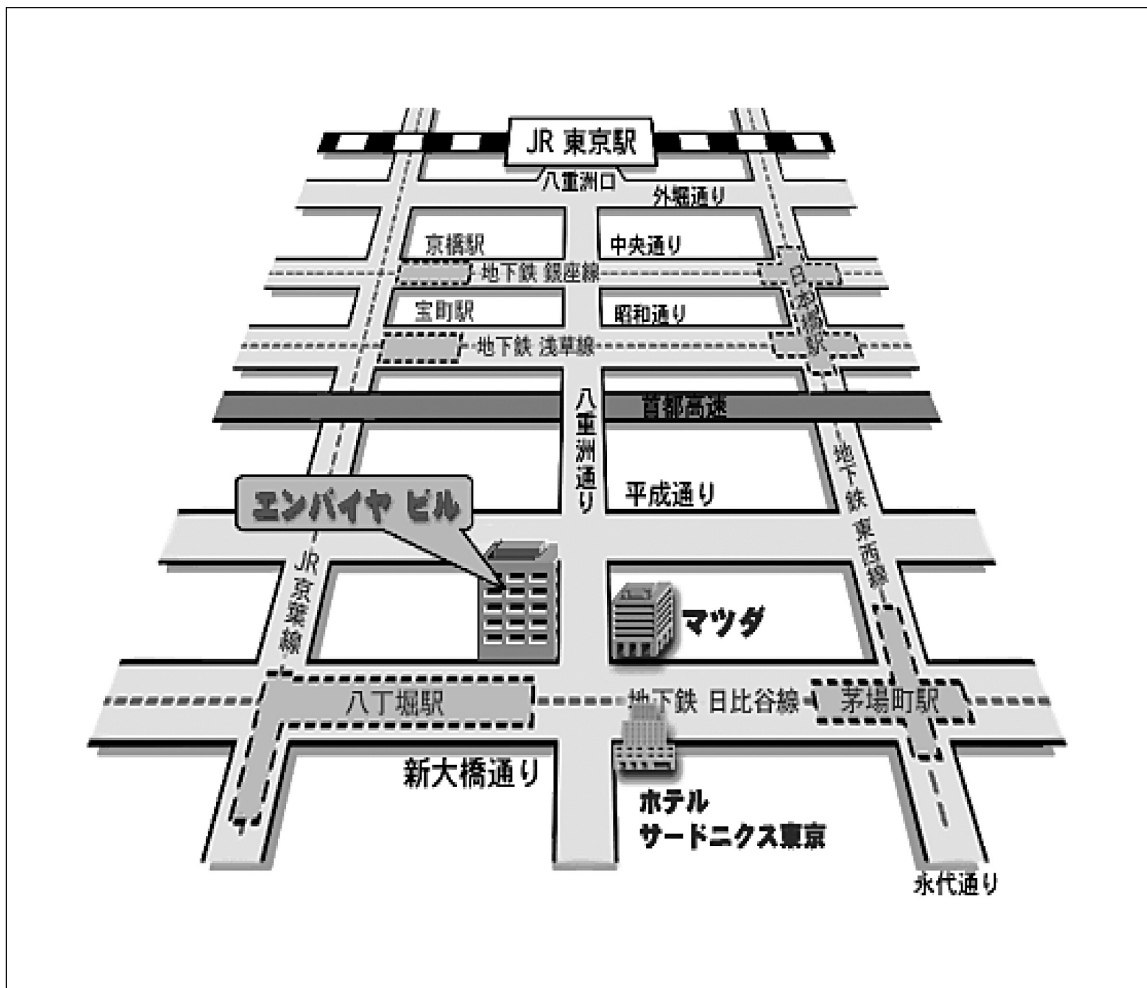 JR 東京駅
八重洲口
外堀通り
京橋駅
中央通り
地下鉄 銀座線
日本橋駅
宝町駅
昭和通り
地下鉄 浅草線
首都高速
八重洲通り
地下鉄 東西線
平成通り
エンパイヤ ビル
JR京葉線
マツダ
八丁堀駅
地下鉄 日比谷線
茅場町駅
新大橋通り
ホテル
サードニクス東京
永代通り